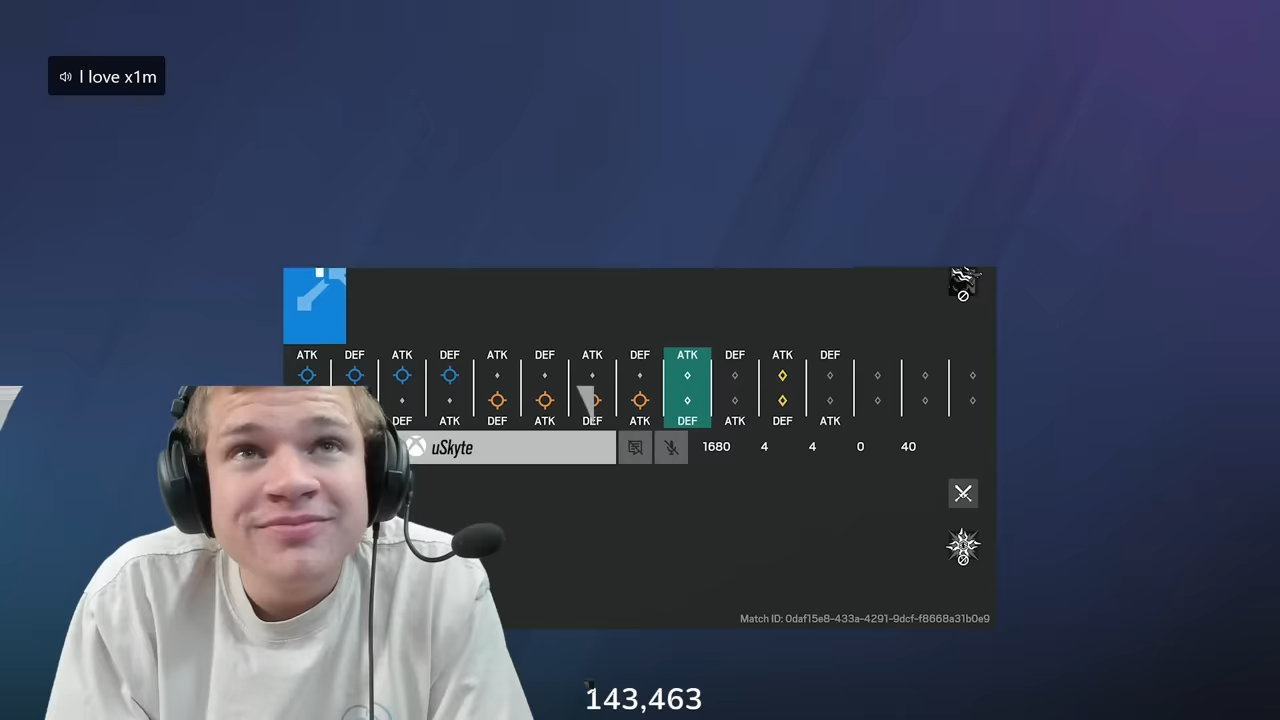 I love x1m
ATK DEF ATK DEF ATK DEF ATK DEF ATK DEF ATK DEF
DEF ATK DEF ATK DEF ATK DEF ATK DEF ATK
uSkyte 1680 4 4 0 40
Match ID: 0daf15e8-433a-4291-9dcf-f8668a31b0e9
143,463